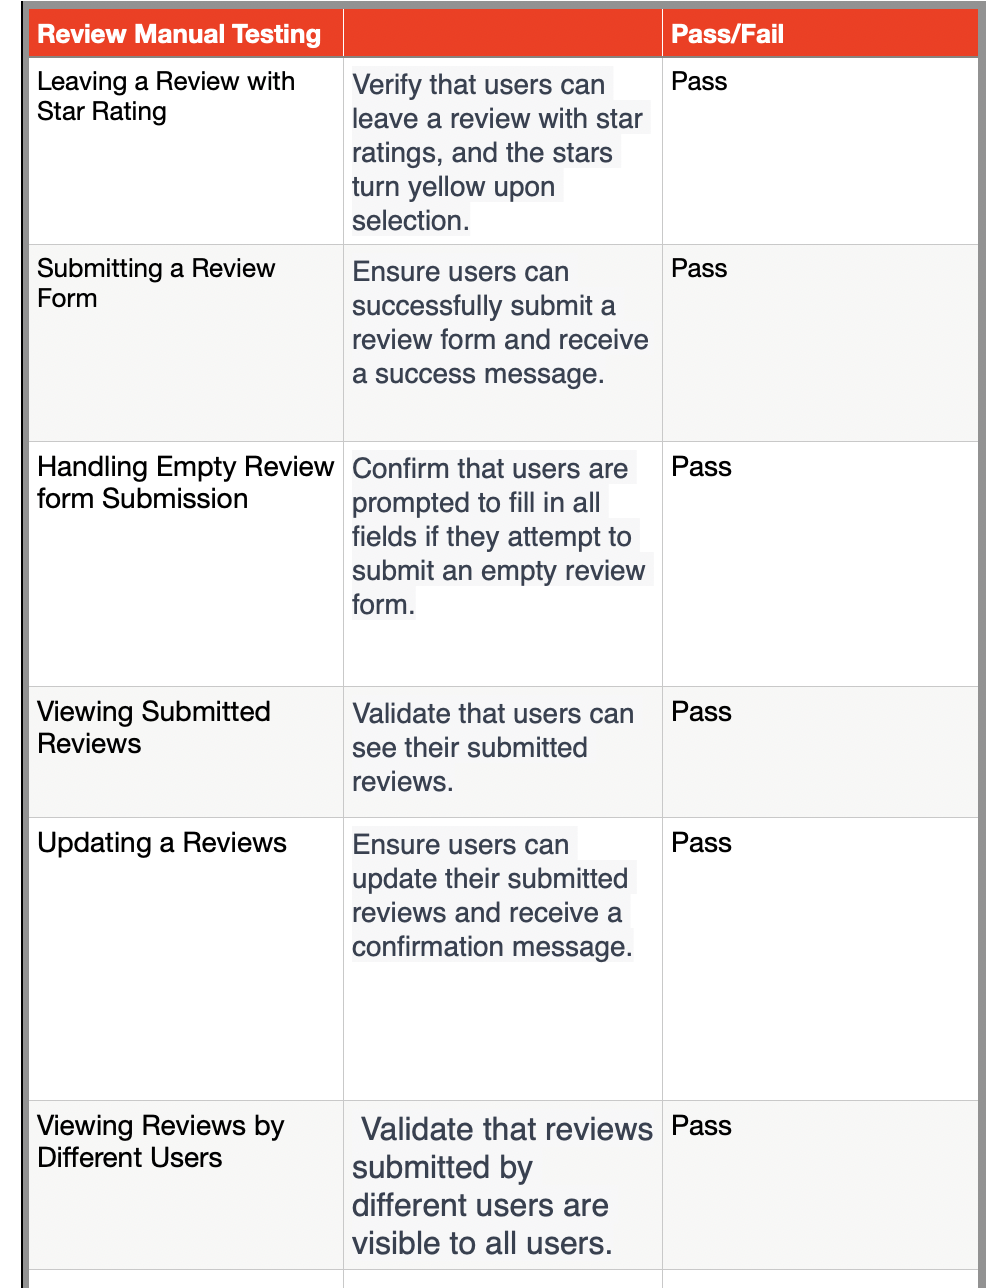 Review Manual Testing
Pass/Fail
Leaving a Review with
Star Rating
Verify that users can
leave a review with star
ratings, and the stars
turn yellow upon
selection.
Pass
Submitting a Review
Form
Ensure users can
successfully submit a
review form and receive
a success message.
Pass
Handling Empty Review
form Submission
Confirm that users are
prompted to fill in all
fields if they attempt to
submit an empty review
form.
Pass
Viewing Submitted
Reviews
Validate that users can
see their submitted
reviews.
Pass
Updating a Reviews
Ensure users can
update their submitted
reviews and receive a
confirmation message.
Pass
Viewing Reviews by
Different Users
Validate that reviews
submitted by
different users are
visible to all users.
Pass